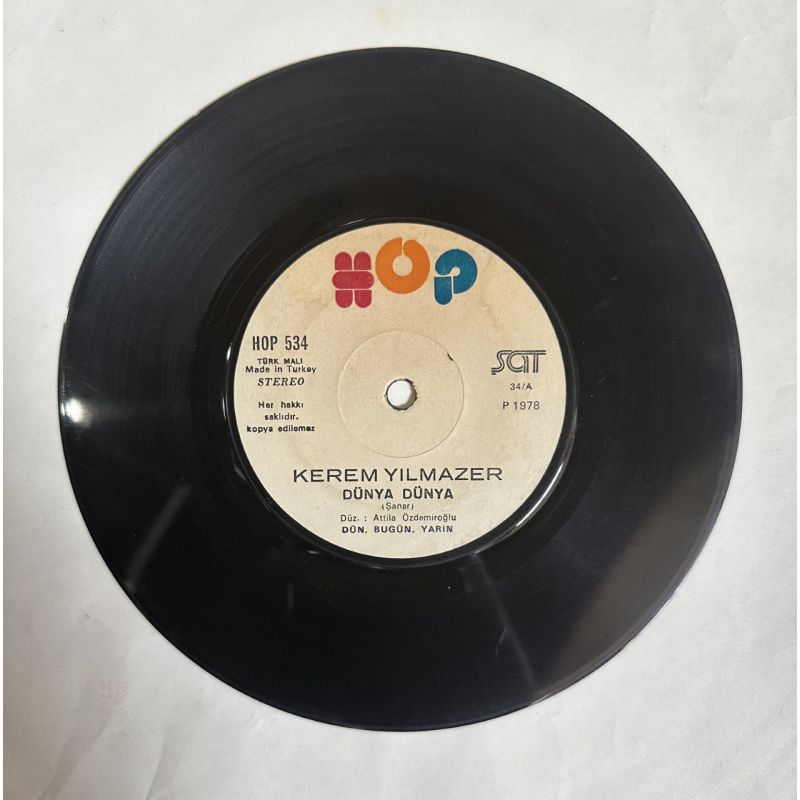 HOP
HOP 534
TÜRK MALI
Made in Turkey
STEREO
Her hakkı
saklıdır.
kopya edilemez
SAT
34/A
P 1978
KEREM YILMAZER
DÜNYA DÜNYA
(Şanar)
Düz. : Attila Özdemiroğlu
DÜN, BUGÜN, YARIN